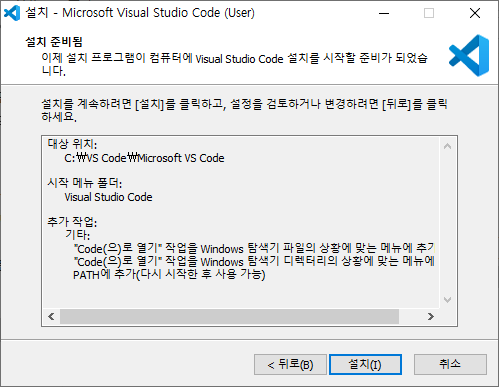 설치 - Microsoft Visual Studio Code (User)
설치 준비됨
이제 설치 프로그램이 컴퓨터에 Visual Studio Code 설치를 시작할 준비가 되었습
니다.
설치를 계속하려면 [설치]를 클릭하고, 설정을 검토하거나 변경하려면 [뒤로]를 클릭
하세요.
대상 위치:
C:₩VS Code₩Microsoft VS Code
시작 메뉴 폴더:
Visual Studio Code
추가 작업:
기타:
"Code(으)로 열기" 작업을 Windows 탐색기 파일의 상황에 맞는 메뉴에 추가
"Code(으)로 열기" 작업을 Windows 탐색기 디렉터리의 상황에 맞는 메뉴에
PATH에 추가(다시 시작한 후 사용 가능)
< 뒤로(B)
설치(I)
취소